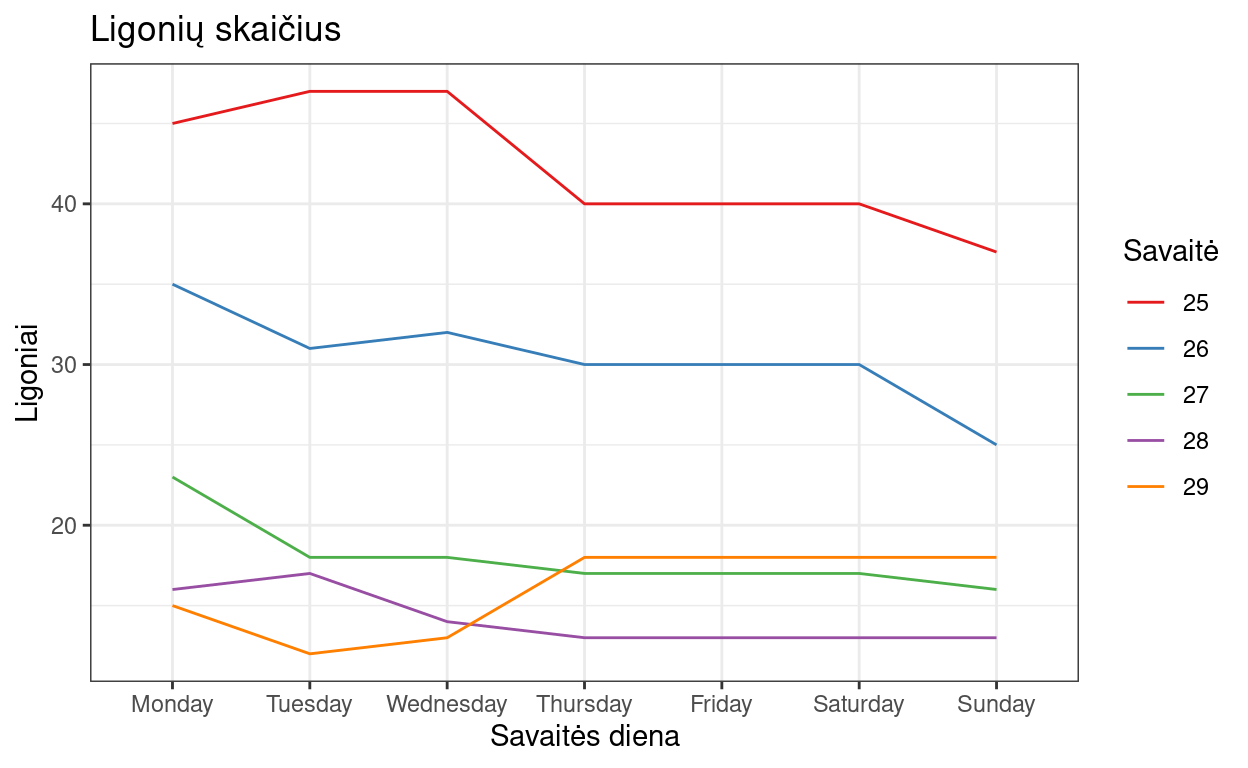 Ligonių skaičius
Ligoniai
40
30
20
Monday Tuesday Wednesday Thursday Friday Saturday Sunday
Savaitės diena
Savaitė
25
26
27
28
29